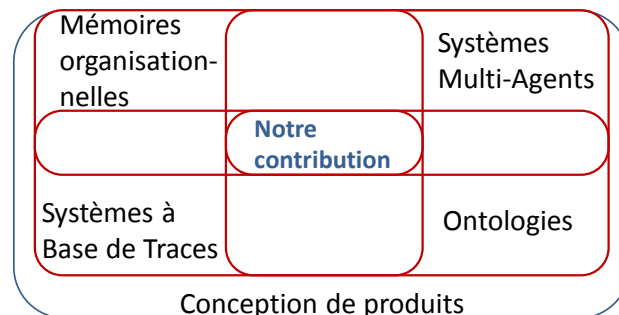 Mémoires
organisation-
nelles
Systèmes
Multi-Agents
Notre
contribution
Systèmes à
Base de Traces
Ontologies
Conception de produits